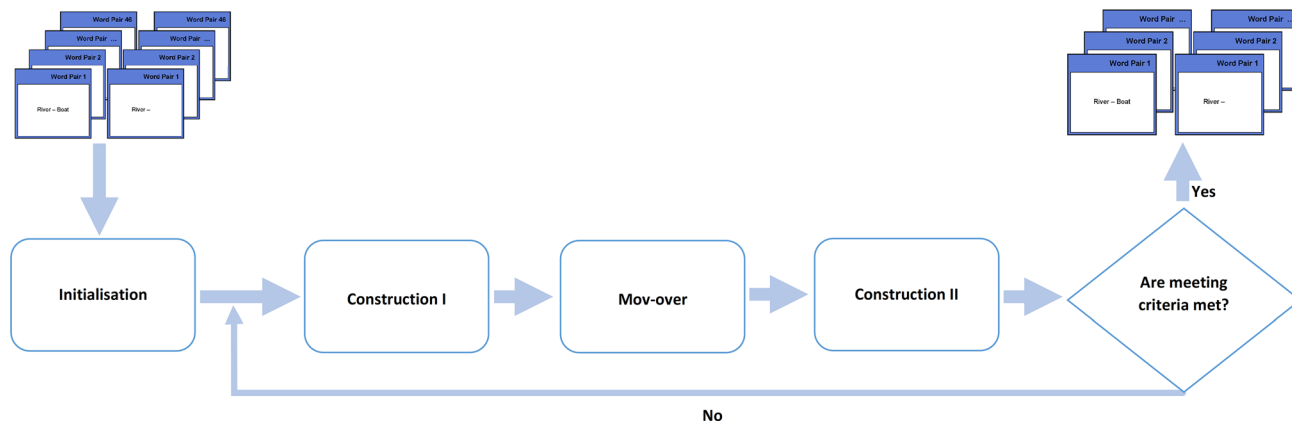 Word Pair 46
Word Pair 46
Word Pair ...
Word Pair ...
Word Pair 2
Word Pair 2
Word Pair 1
Word Pair 1
River – Boat
River –
Word Pair ...
Word Pair ...
Word Pair 2
Word Pair 2
Word Pair 1
Word Pair 1
River – Boat
River –
Yes
Initialisation
Construction I
Mov-over
Construction II
Are meeting
criteria met?
No